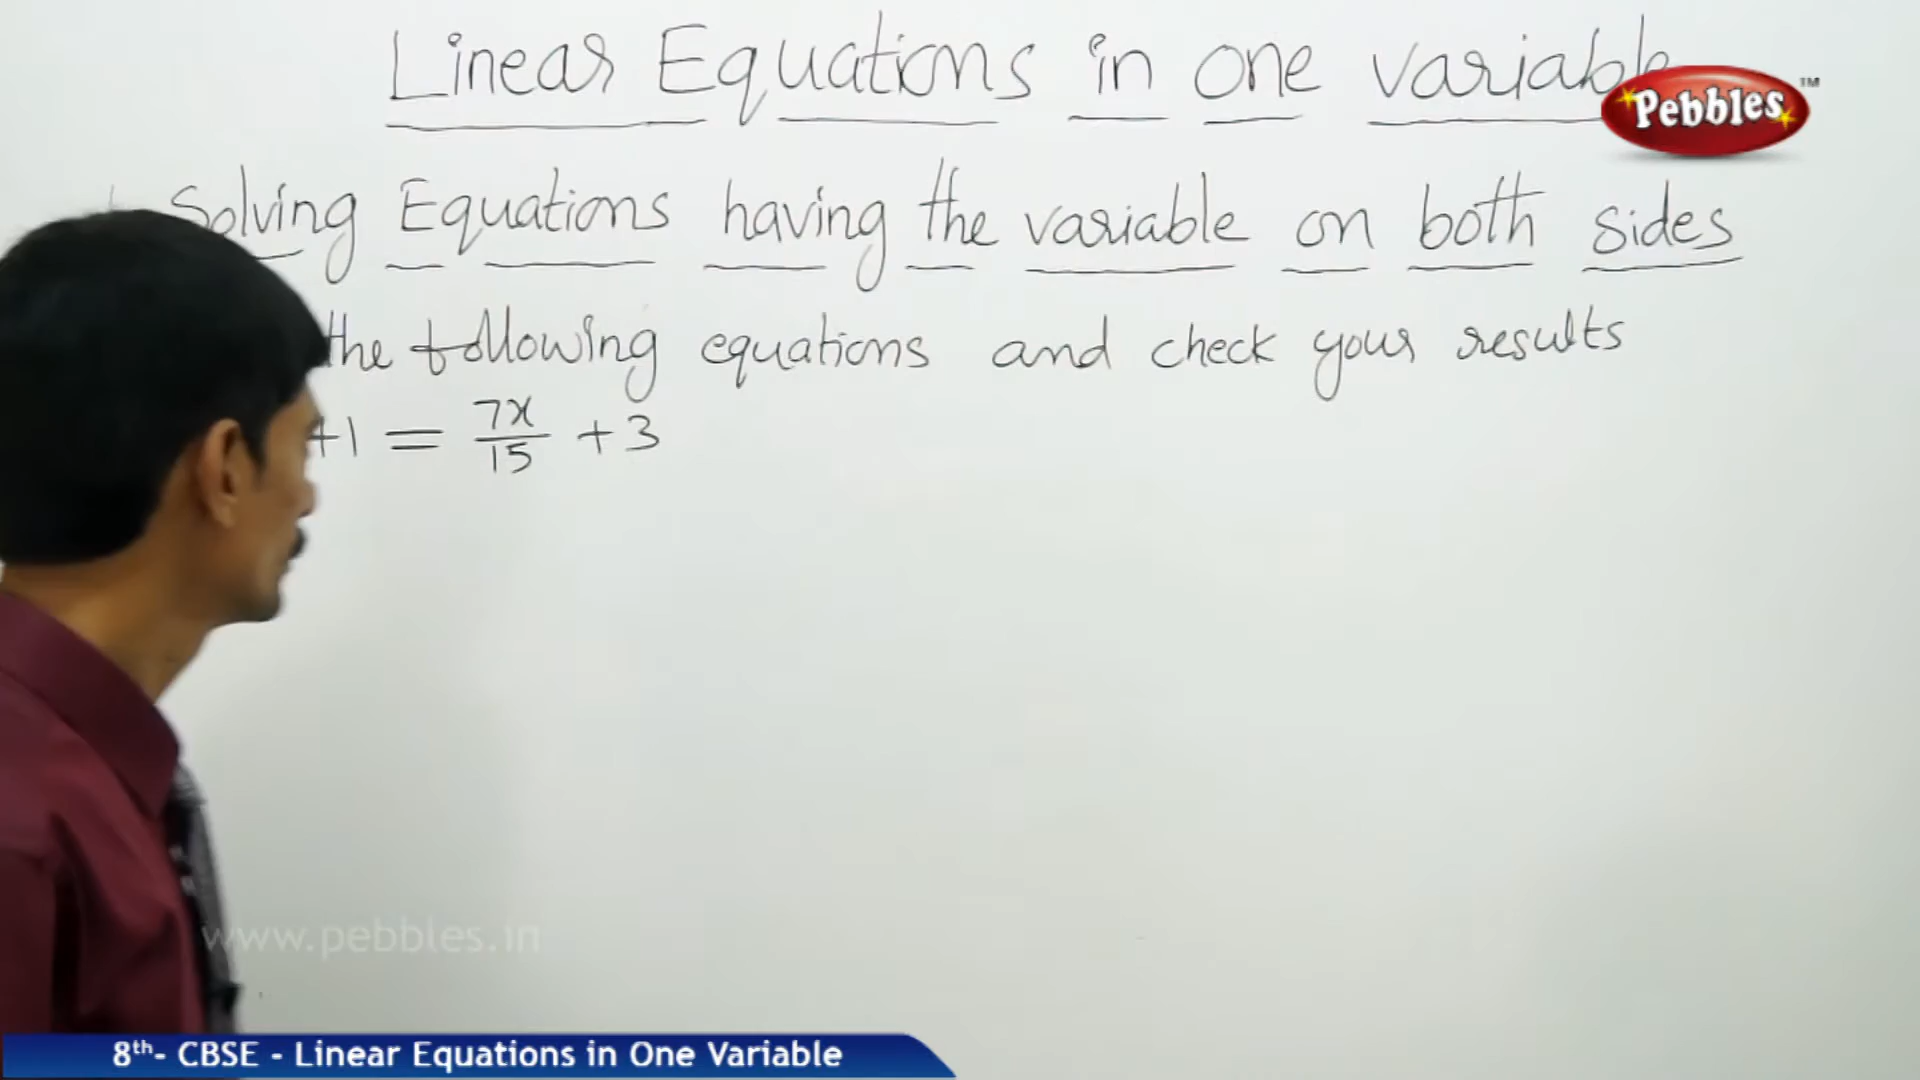 Linear Equations in one variable
Pebbles™
Solving Equations having the variable on both sides
the following equations and check your results
+1 = 7x/15 + 3
www.pebbles.in
8th- CBSE - Linear Equations in One Variable